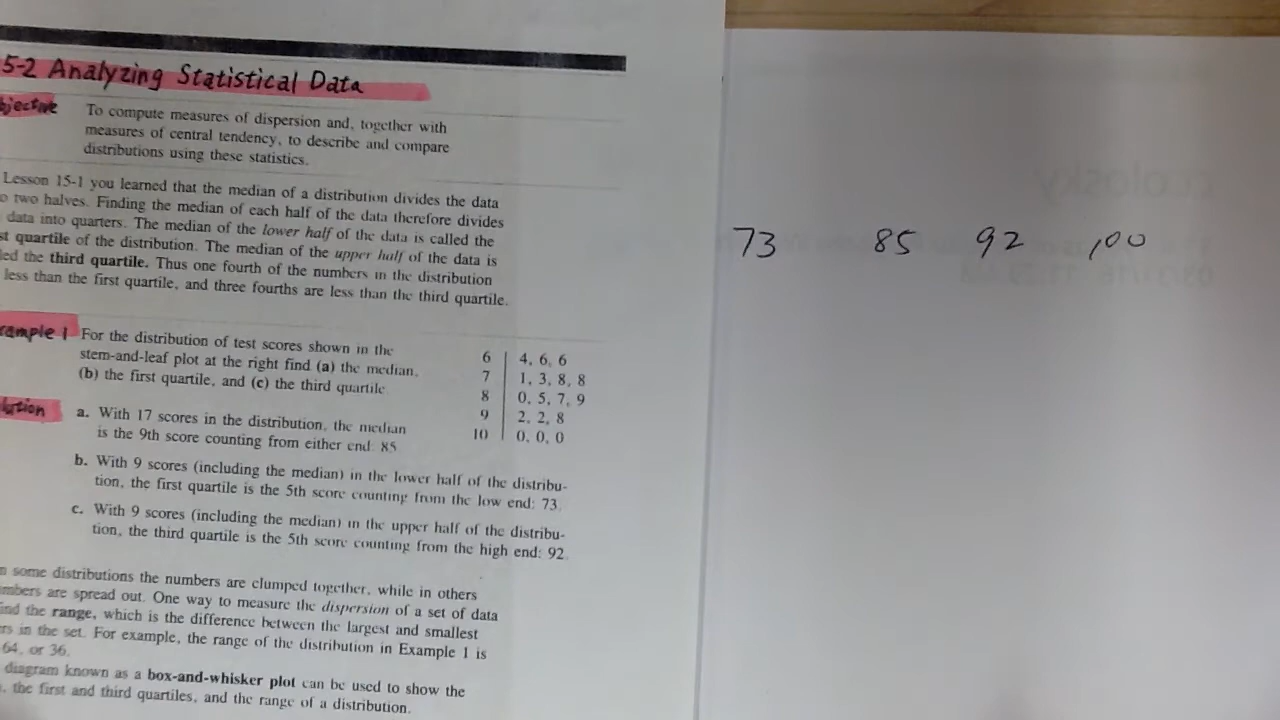 5-2 Analyzing Statistical Data
bjective To compute measures of dispersion and, together with
measures of central tendency, to describe and compare
distributions using these statistics.
Lesson 15-1 you learned that the median of a distribution divides the data
o two halves. Finding the median of each half of the data therefore divides
data into quarters. The median of the lower half of the data is called the
st quartile of the distribution. The median of the upper half of the data is
led the third quartile. Thus one fourth of the numbers in the distribution
less than the first quartile, and three fourths are less than the third quartile.
xample 1 For the distribution of test scores shown in the
stem-and-leaf plot at the right find (a) the median,
(b) the first quartile, and (c) the third quartile
6 | 4, 6, 6
7 | 1, 3, 8, 8
8 | 0, 5, 7, 9
9 | 2, 2, 8
10 | 0, 0, 0
lution a. With 17 scores in the distribution, the median
is the 9th score counting from either end: 85
b. With 9 scores (including the median) in the lower half of the distribu-
tion, the first quartile is the 5th score counting from the low end: 73.
c. With 9 scores (including the median) in the upper half of the distribu-
tion, the third quartile is the 5th score counting from the high end: 92.
n some distributions the numbers are clumped together, while in others
mbers are spread out. One way to measure the dispersion of a set of data
ind the range, which is the difference between the largest and smallest
ers in the set. For example, the range of the distribution in Example 1 is
64, or 36.
diagram known as a box-and-whisker plot can be used to show the
, the first and third quartiles, and the range of a distribution.
73 85 92 100